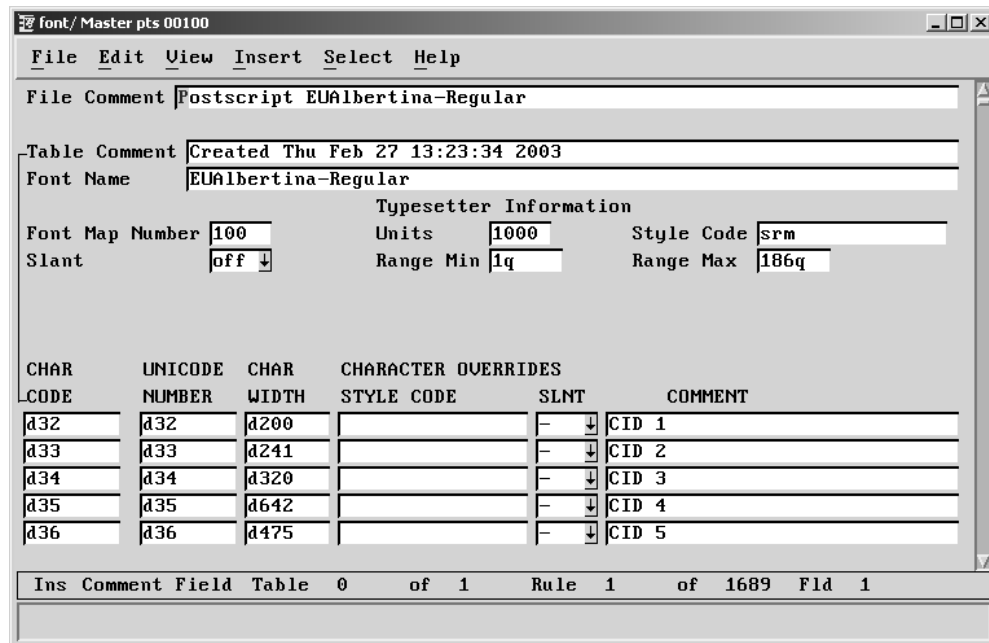 font/ Master pts 00100
File Edit View Insert Select Help
File Comment Postscript EUAlbertina-Regular
Table Comment Created Thu Feb 27 13:23:34 2003
Font Name EUAlbertina-Regular
Typesetter Information
Font Map Number 100 Units 1000 Style Code srm
Slant off Range Min 1q Range Max 186q
CHAR UNICODE CHAR CHARACTER OVERRIDES
CODE NUMBER WIDTH STYLE CODE SLNT COMMENT
d32 d32 d200 – CID 1
d33 d33 d241 – CID 2
d34 d34 d320 – CID 3
d35 d35 d642 – CID 4
d36 d36 d475 – CID 5
Ins Comment Field Table 0 of 1 Rule 1 of 1689 Fld 1